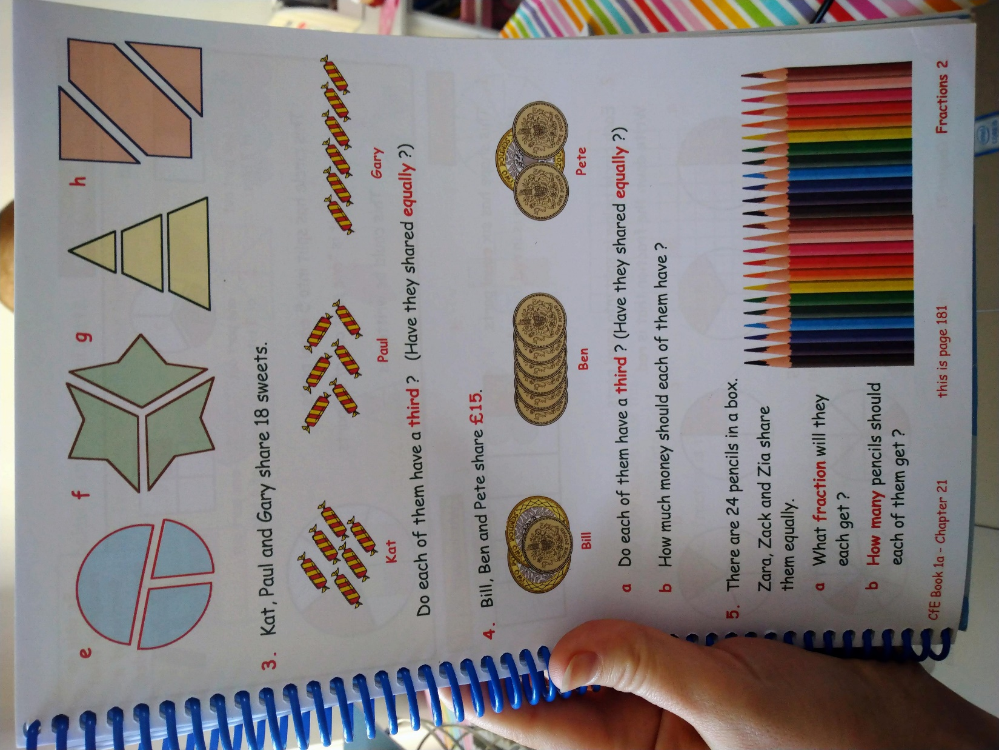 e
f
g
h
3. Kat, Paul and Gary share 18 sweets.
Kat
Paul
Gary
Do each of them have a third ? (Have they shared equally ?)
4. Bill, Ben and Pete share £15.
Bill
Ben
Pete
a Do each of them have a third ? (Have they shared equally ?)
b How much money should each of them have ?
5. There are 24 pencils in a box.
Zara, Zack and Zia share
them equally.
a What fraction will they
each get ?
b How many pencils should
each of them get ?
CfE Book 1a - Chapter 21
this is page 181
Fractions 2